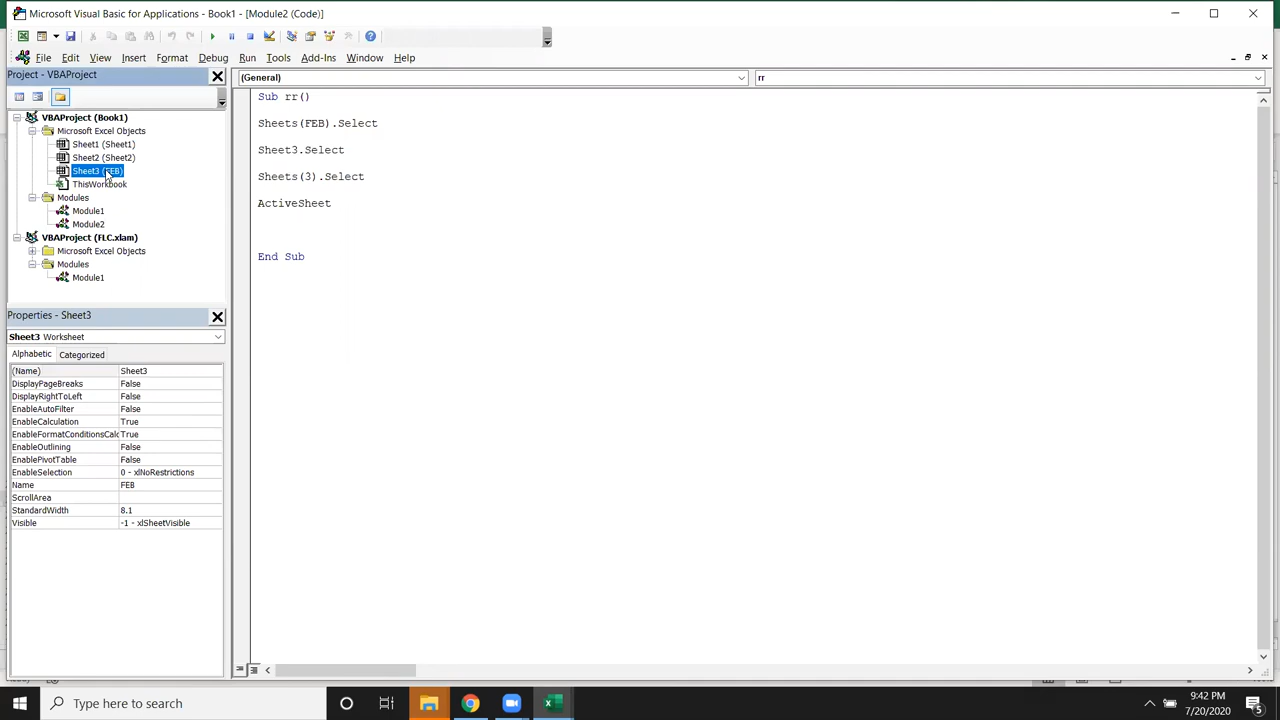 Microsoft Visual Basic for Applications - Book1 - [Module2 (Code)]
File Edit View Insert Format Debug Run Tools Add-Ins Window Help
Project - VBAProject
(General)
rr
VBAProject (Book1)
Microsoft Excel Objects
Sheet1 (Sheet1)
Sheet2 (Sheet2)
Sheet3 (FEB)
ThisWorkbook
Modules
Module1
Module2
VBAProject (FLC.xlam)
Microsoft Excel Objects
Modules
Module1
Sub rr()
Sheets(FEB).Select
Sheet3.Select
Sheets(3).Select
ActiveSheet
End Sub
Properties - Sheet3
Sheet3 Worksheet
Alphabetic Categorized
(Name) Sheet3
DisplayPageBreaks False
DisplayRightToLeft False
EnableAutoFilter False
EnableCalculation True
EnableFormatConditionsCalc True
EnableOutlining False
EnablePivotTable False
EnableSelection 0 - xlNoRestrictions
Name FEB
ScrollArea
StandardWidth 8.1
Visible -1 - xlSheetVisible
Type here to search
9:42 PM
7/20/2020
5